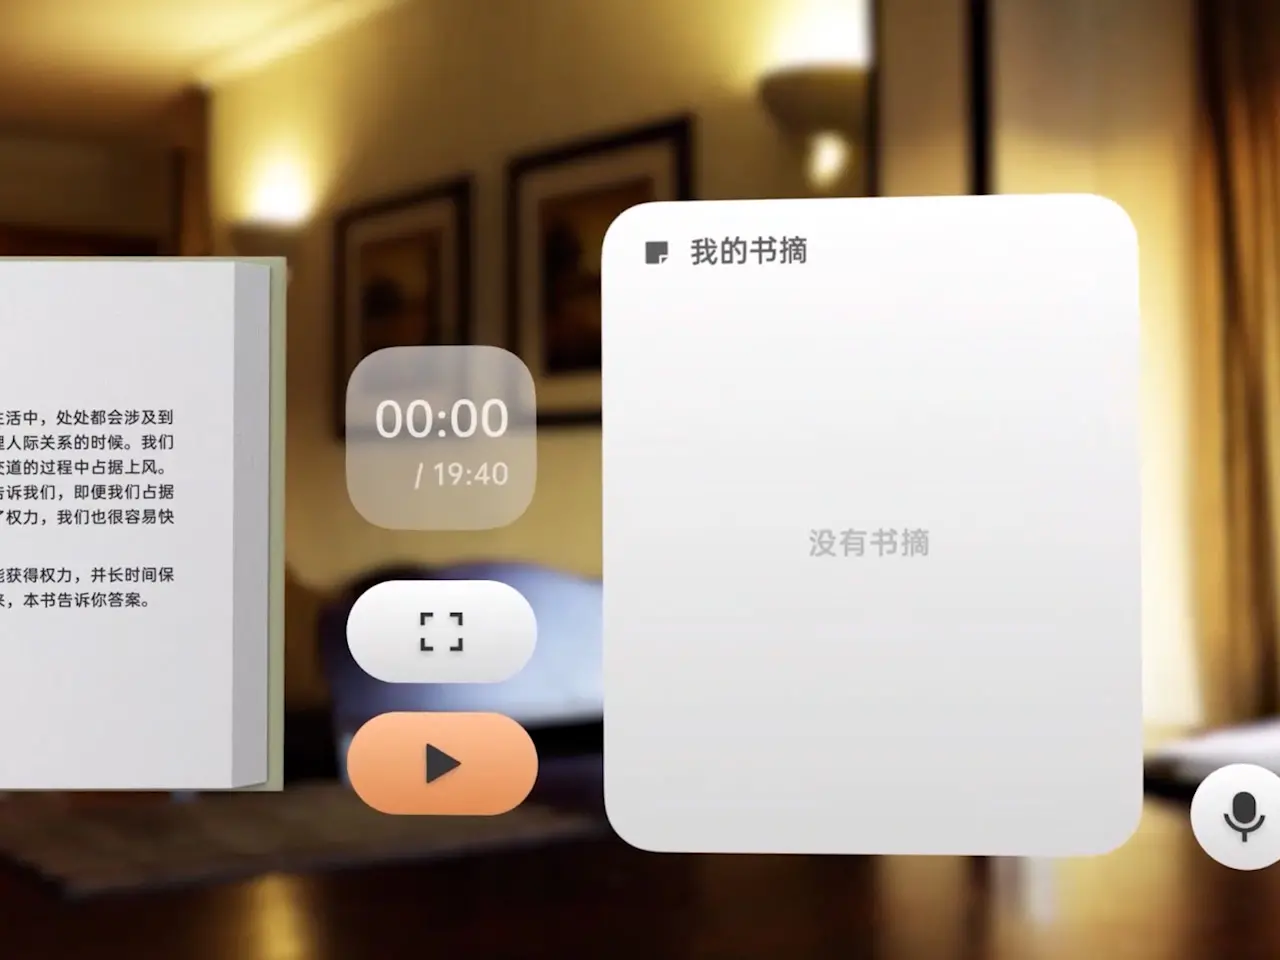 生活中，处处都会涉及到
理人际关系的时候。我们
交道的过程中占据上风。
告诉我们，即便我们占据
了权力，我们也很容易快
能获得权力，并长时间保
来，本书告诉你答案。
00:00
/ 19:40
我的书摘
没有书摘